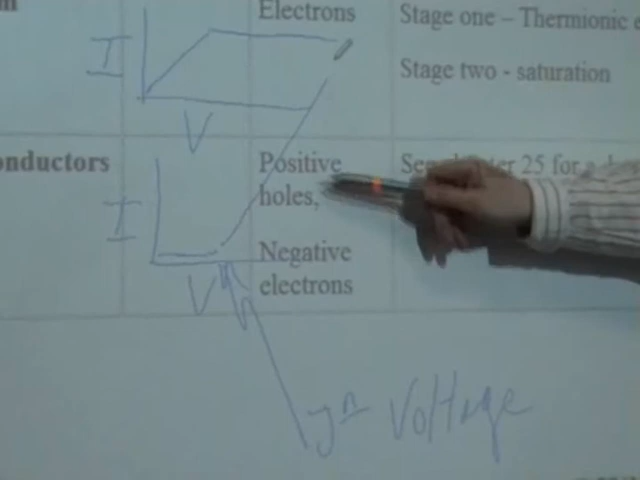 Electrons
Stage one – Thermionic e
I
Stage two - saturation
V
onductors
Positive
holes,
I
Negative
electrons
V
Voltage